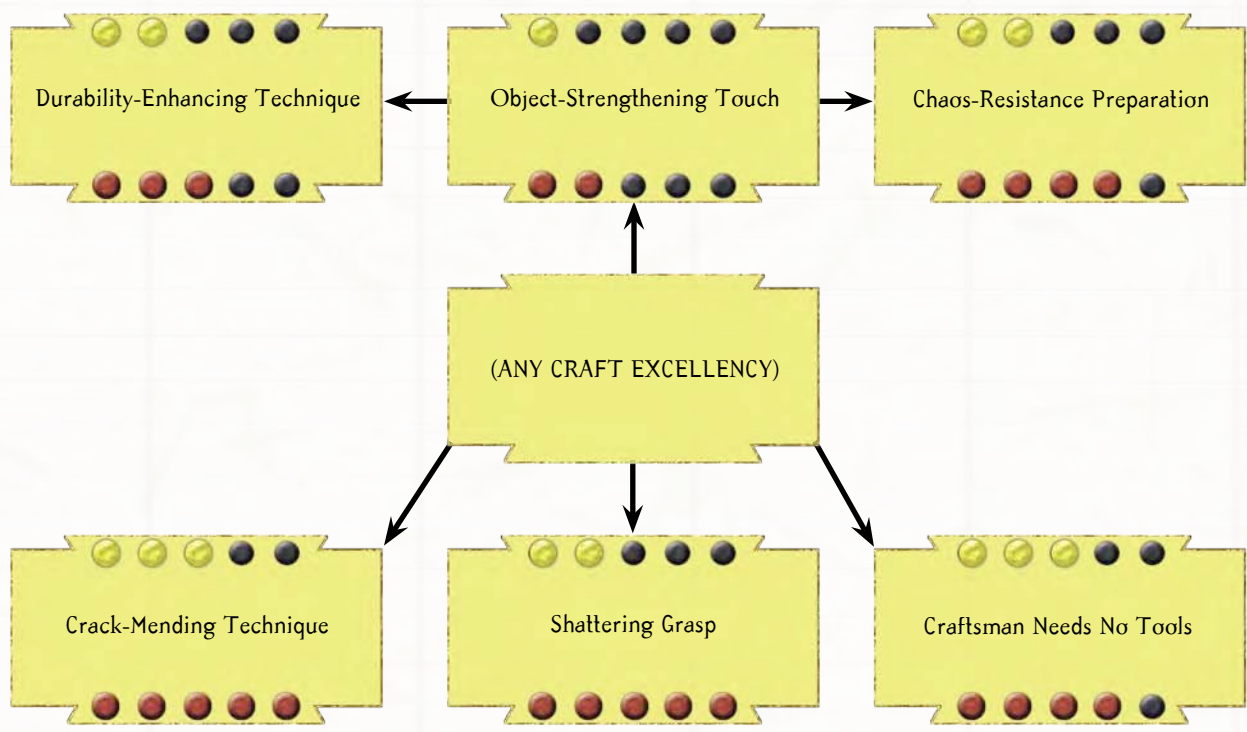 Durability-Enhancing Technique
Object-Strengthening Touch
Chaos-Resistance Preparation
(ANY CRAFT EXCELLENCY)
Crack-Mending Technique
Shattering Grasp
Craftsman Needs No Tools